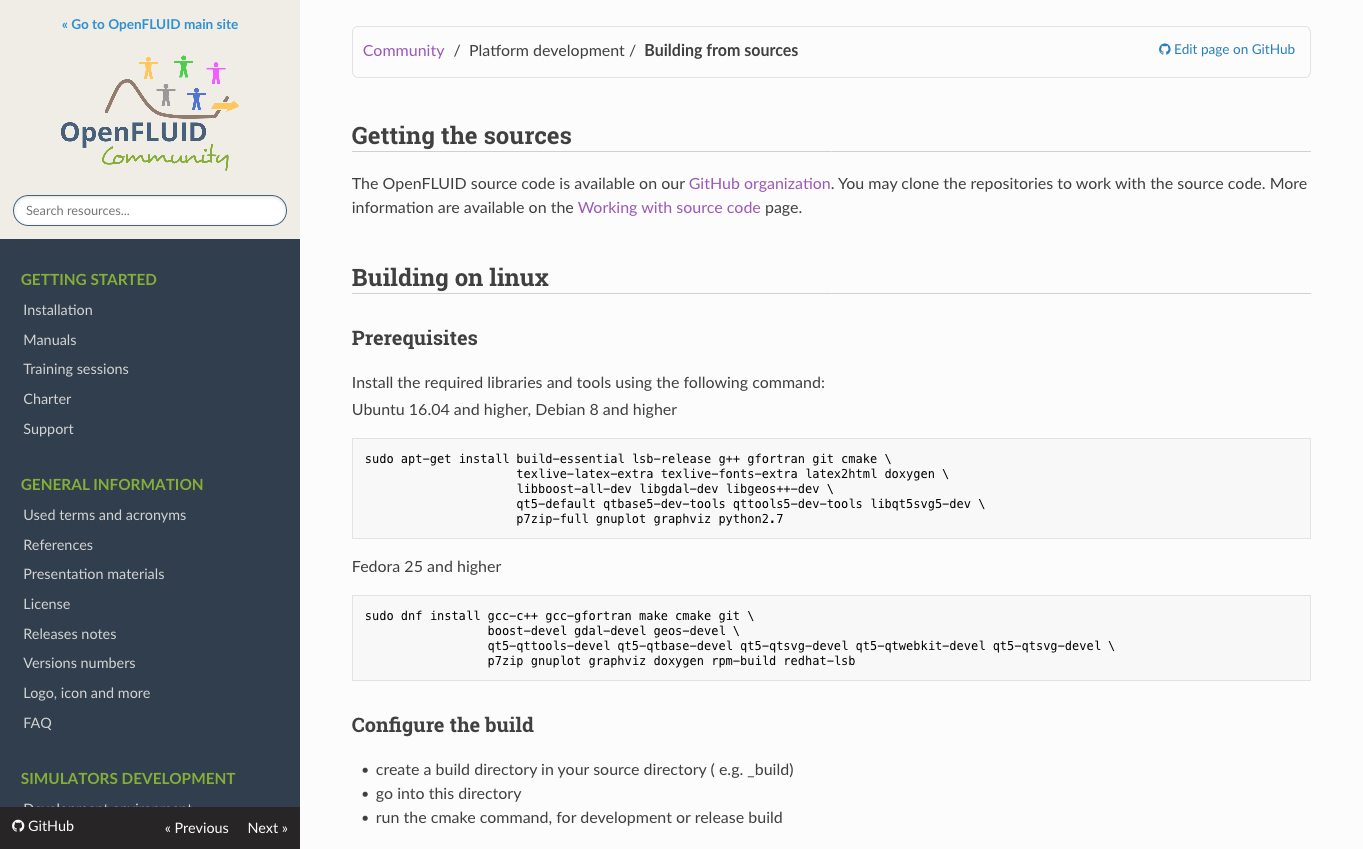 « Go to OpenFLUID main site
OpenFLUID
Community
Search resources...
GETTING STARTED
Installation
Manuals
Training sessions
Charter
Support
GENERAL INFORMATION
Used terms and acronyms
References
Presentation materials
License
Releases notes
Versions numbers
Logo, icon and more
FAQ
SIMULATORS DEVELOPMENT
Development environment
GitHub
« Previous
Next »
Community / Platform development / Building from sources
Edit page on GitHub
Getting the sources
The OpenFLUID source code is available on our GitHub organization. You may clone the repositories to work with the source code. More
information are available on the Working with source code page.
Building on linux
Prerequisites
Install the required libraries and tools using the following command:
Ubuntu 16.04 and higher, Debian 8 and higher
sudo apt-get install build-essential lsb-release g++ gfortran git cmake \
texlive-latex-extra texlive-fonts-extra latex2html doxygen \
libboost-all-dev libgdal-dev libgeos++-dev \
qt5-default qtbase5-dev-tools qttools5-dev-tools libqt5svg5-dev \
p7zip-full gnuplot graphviz python2.7
Fedora 25 and higher
sudo dnf install gcc-c++ gcc-gfortran make cmake git \
boost-devel gdal-devel geos-devel \
qt5-qttools-devel qt5-qtbase-devel qt5-qtsvg-devel qt5-qtwebkit-devel qt5-qtsvg-devel \
p7zip gnuplot graphviz doxygen rpm-build redhat-lsb
Configure the build
• create a build directory in your source directory ( e.g. _build)
• go into this directory
• run the cmake command, for development or release build